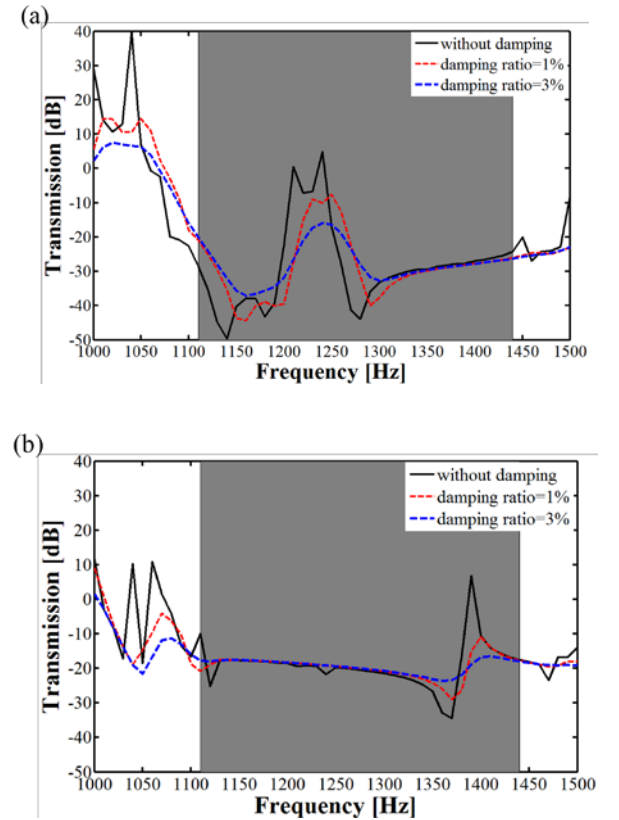 (a)
40
30
20
10
0
-10
-20
-30
-40
-50
Transmission [dB]
without damping
damping ratio=1%
damping ratio=3%
1000 1050 1100 1150 1200 1250 1300 1350 1400 1450 1500
Frequency [Hz]
(b)
40
30
20
10
0
-10
-20
-30
-40
-50
Transmission [dB]
without damping
damping ratio=1%
damping ratio=3%
1000 1050 1100 1150 1200 1250 1300 1350 1400 1450 1500
Frequency [Hz]